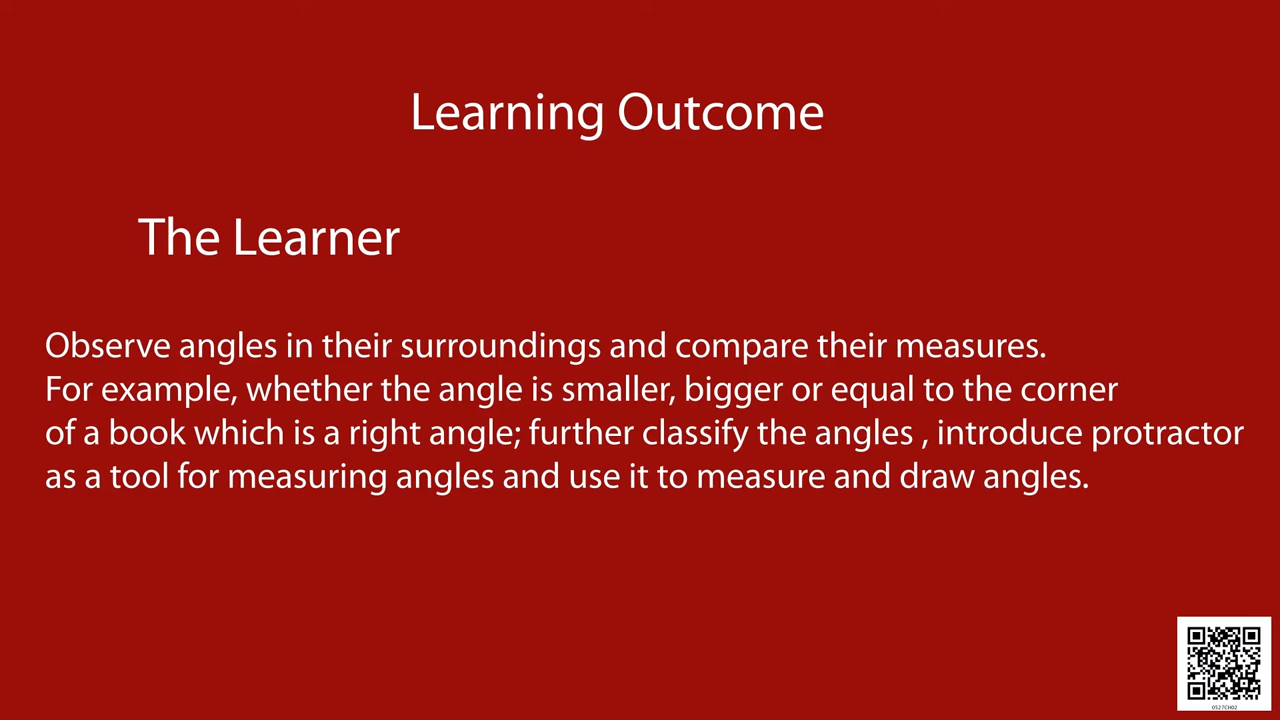 Learning Outcome
The Learner
Observe angles in their surroundings and compare their measures.
For example, whether the angle is smaller, bigger or equal to the corner
of a book which is a right angle; further classify the angles , introduce protractor
as a tool for measuring angles and use it to measure and draw angles.
0527CH02